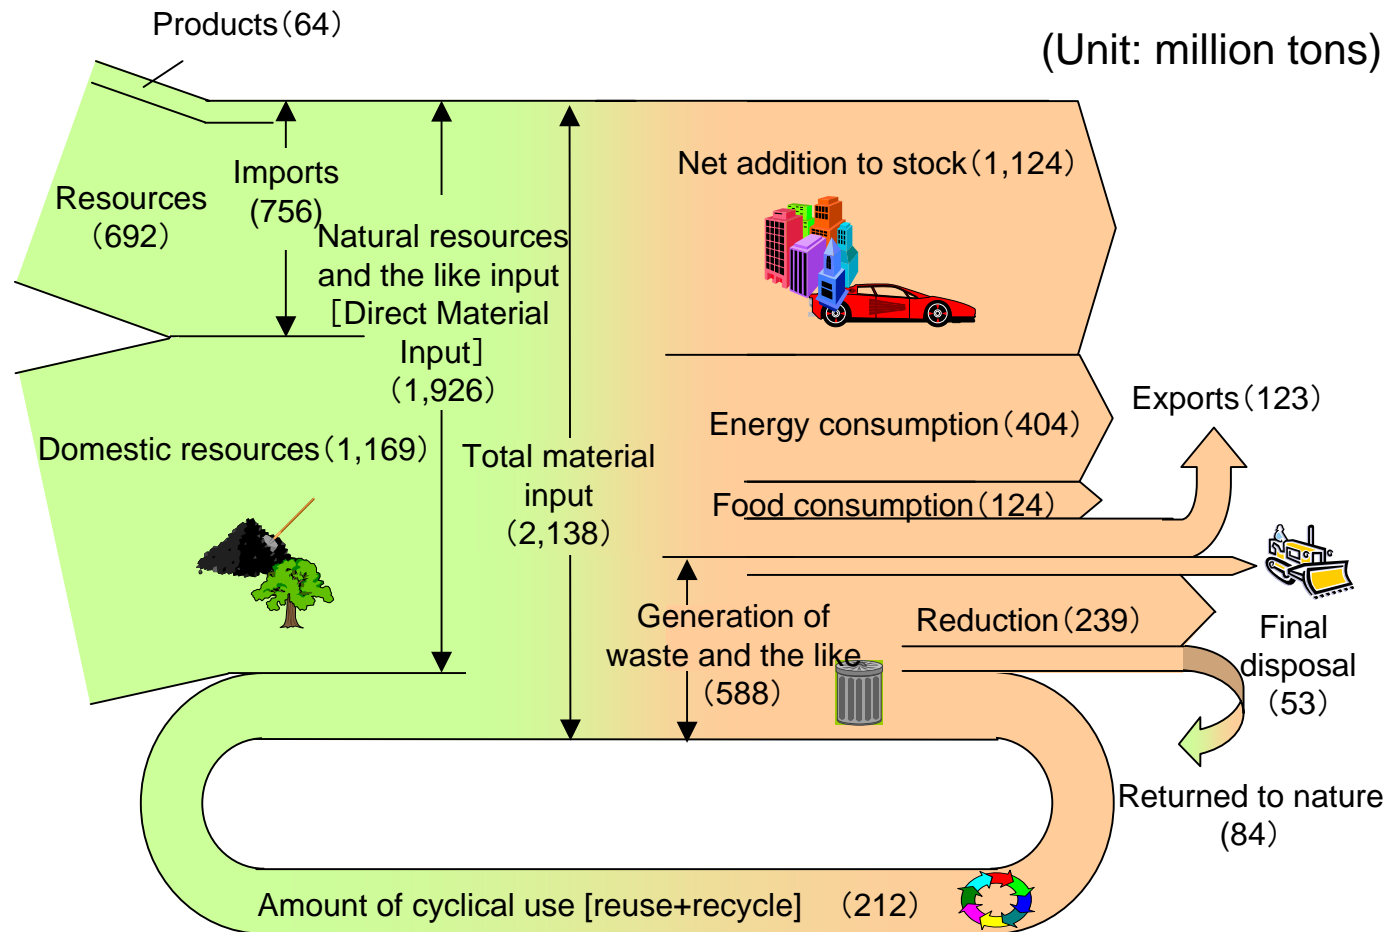 Products（64）
(Unit: million tons)
Imports
(756)
Resources
（692）
Natural resources
and the like input
［Direct Material
Input］
（1,926）
Net addition to stock（1,124）
Domestic resources（1,169）
Total material
input
（2,138）
Energy consumption（404）
Exports（123）
Food consumption（124）
Generation of
waste and the like
（588）
Reduction（239）
Final
disposal
（53）
Returned to nature
(84）
Amount of cyclical use [reuse+recycle] （212）